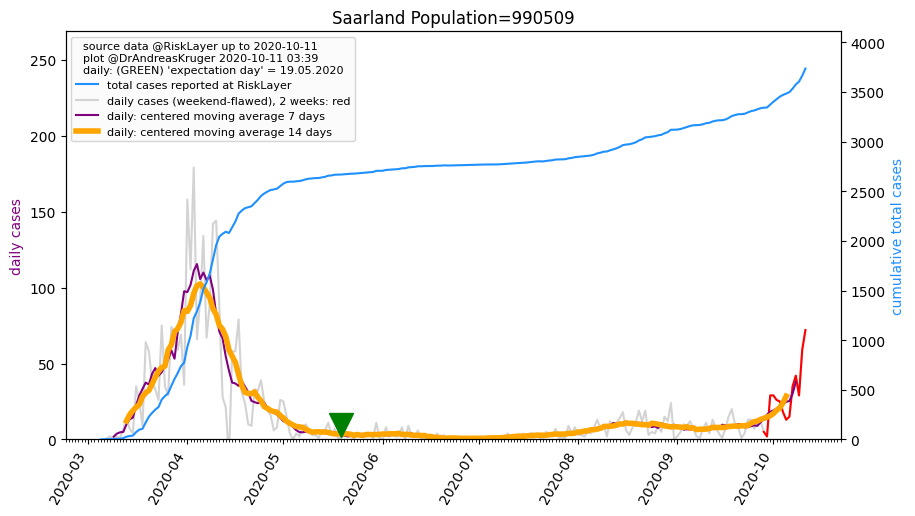 Saarland Population=990509
source data @RiskLayer up to 2020-10-11
plot @DrAndreasKruger 2020-10-11 03:39
daily: (GREEN) 'expectation day' = 19.05.2020
total cases reported at RiskLayer
daily cases (weekend-flawed), 2 weeks: red
daily: centered moving average 7 days
daily: centered moving average 14 days
daily cases
250
200
150
100
50
0
4000
3500
3000
2500
2000
1500
1000
500
0
cumulative total cases
2020-03
2020-04
2020-05
2020-06
2020-07
2020-08
2020-09
2020-10